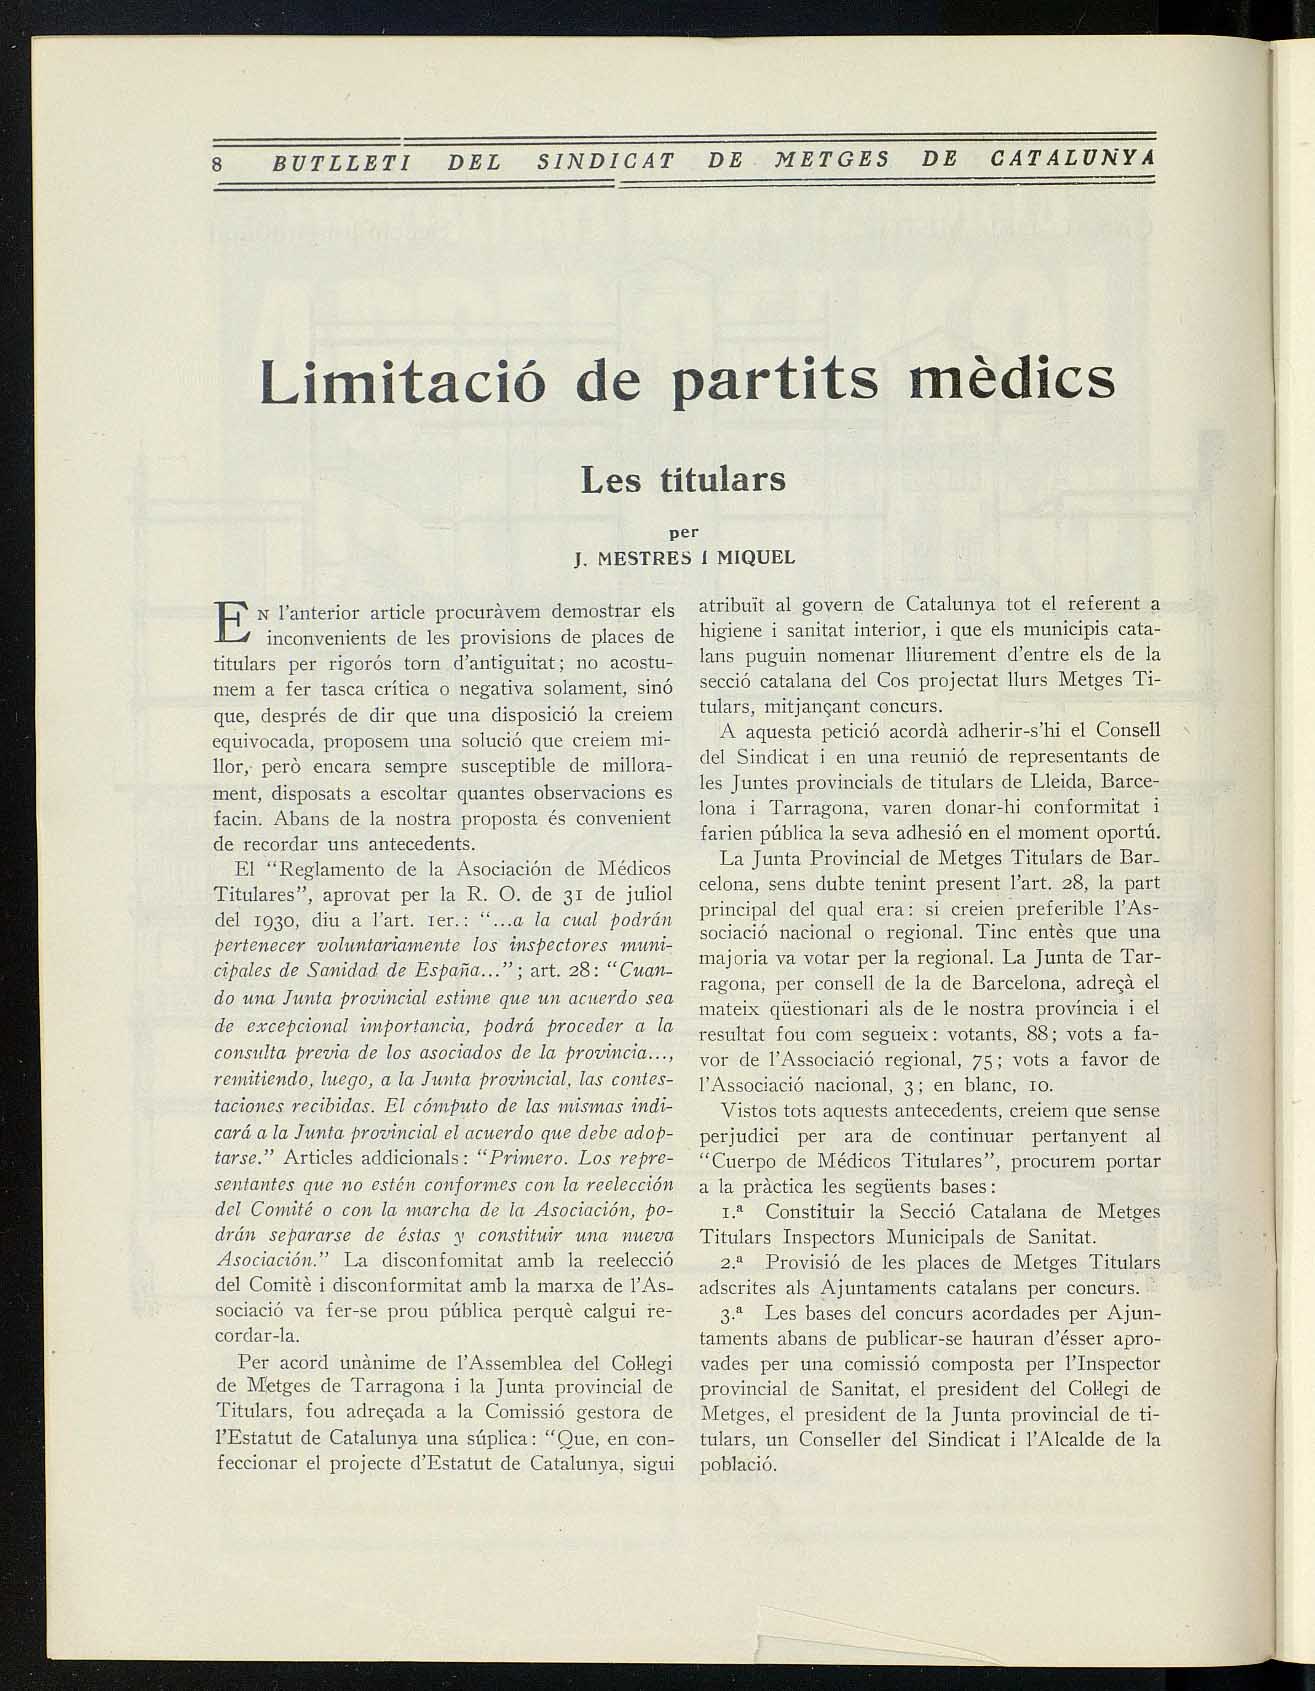 8 BUTLLETI DEL SINDICAT DE METGES DE CATALUNYA
Limitació de partits mèdics
Les titulars
per
J. MESTRES I MIQUEL
EN l'anterior article procuràvem demostrar els
inconvenients de les provisions de places de
titulars per rigorós torn d'antiguitat; no acostu-
mem a fer tasca crítica o negativa solament, sinó
que, després de dir que una disposició la creiem
equivocada, proposem una solució que creiem mi-
llor, però encara sempre susceptible de millora-
ment, disposats a escoltar quantes observacions es
facin. Abans de la nostra proposta és convenient
de recordar uns antecedents.
El "Reglamento de la Asociación de Médicos
Titulares", aprovat per la R. O. de 31 de juliol
del 1930, diu a l'art. 1er.: "...a la cual podrán
pertenecer voluntariamente los inspectores muni-
cipales de Sanidad de España..."; art. 28: "Cuan-
do una Junta provincial estime que un acuerdo sea
de excepcional importancia, podrá proceder a la
consulta previa de los asociados de la provincia...,
remitiendo, luego, a la Junta provincial, las contes-
taciones recibidas. El cómputo de las mismas indi-
cará a la Junta provincial el acuerdo que debe adop-
tarse." Articles addicionals: "Primero. Los repre-
sentantes que no estén conformes con la reelección
del Comité o con la marcha de la Asociación, po-
drán separarse de éstas y constituir una nueva
Asociación." La disconfomitat amb la reelecció
del Comitè i disconformitat amb la marxa de l'As-
sociació va fer-se prou pública perquè calgui re-
cordar-la.
Per acord unànime de l'Assemblea del Col·legi
de Metges de Tarragona i la Junta provincial de
Titulars, fou adreçada a la Comissió gestora de
l'Estatut de Catalunya una súplica: "Que, en con-
feccionar el projecte d'Estatut de Catalunya, sigui
atribuït al govern de Catalunya tot el referent a
higiene i sanitat interior, i que els municipis cata-
lans puguin nomenar lliurement d'entre els de la
secció catalana del Cos projectat llurs Metges Ti-
tulars, mitjançant concurs.
A aquesta petició acordà adherir-s'hi el Consell
del Sindicat i en una reunió de representants de
les Juntes provincials de titulars de Lleida, Barce-
lona i Tarragona, varen donar-hi conformitat i
farien pública la seva adhesió en el moment oportú.
La Junta Provincial de Metges Titulars de Bar-
celona, sens dubte tenint present l'art. 28, la part
principal del qual era: si creien preferible l'As-
sociació nacional o regional. Tinc entès que una
majoria va votar per la regional. La Junta de Tar-
ragona, per consell de la de Barcelona, adreçà el
mateix qüestionari als de le nostra província i el
resultat fou com segueix: votants, 88; vots a fa-
vor de l'Associació regional, 75; vots a favor de
l'Associació nacional, 3; en blanc, 10.
Vistos tots aquests antecedents, creiem que sense
perjudici per ara de continuar pertanyent al
"Cuerpo de Médicos Titulares", procurem portar
a la pràctica les següents bases:
1.ª Constituir la Secció Catalana de Metges
Titulars Inspectors Municipals de Sanitat.
2.ª Provisió de les places de Metges Titulars
adscrites als Ajuntaments catalans per concurs.
3.ª Les bases del concurs acordades per Ajun-
taments abans de publicar-se hauran d'ésser apro-
vades per una comissió composta per l'Inspector
provincial de Sanitat, el president del Col·legi de
Metges, el president de la Junta provincial de ti-
tulars, un Conseller del Sindicat i l'Alcalde de la
població.